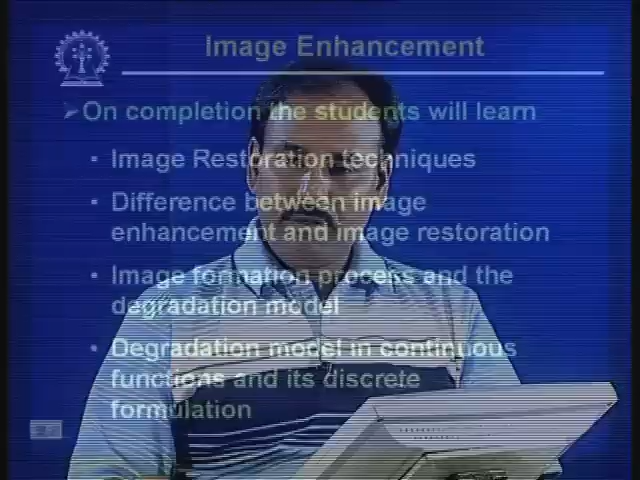 Image Enhancement
On completion the students will learn
Image Restoration techniques
Difference between image
enhancement and image restoration
Image formation process and the
degradation model
Degradation model in continuous
functions and its discrete
formulation